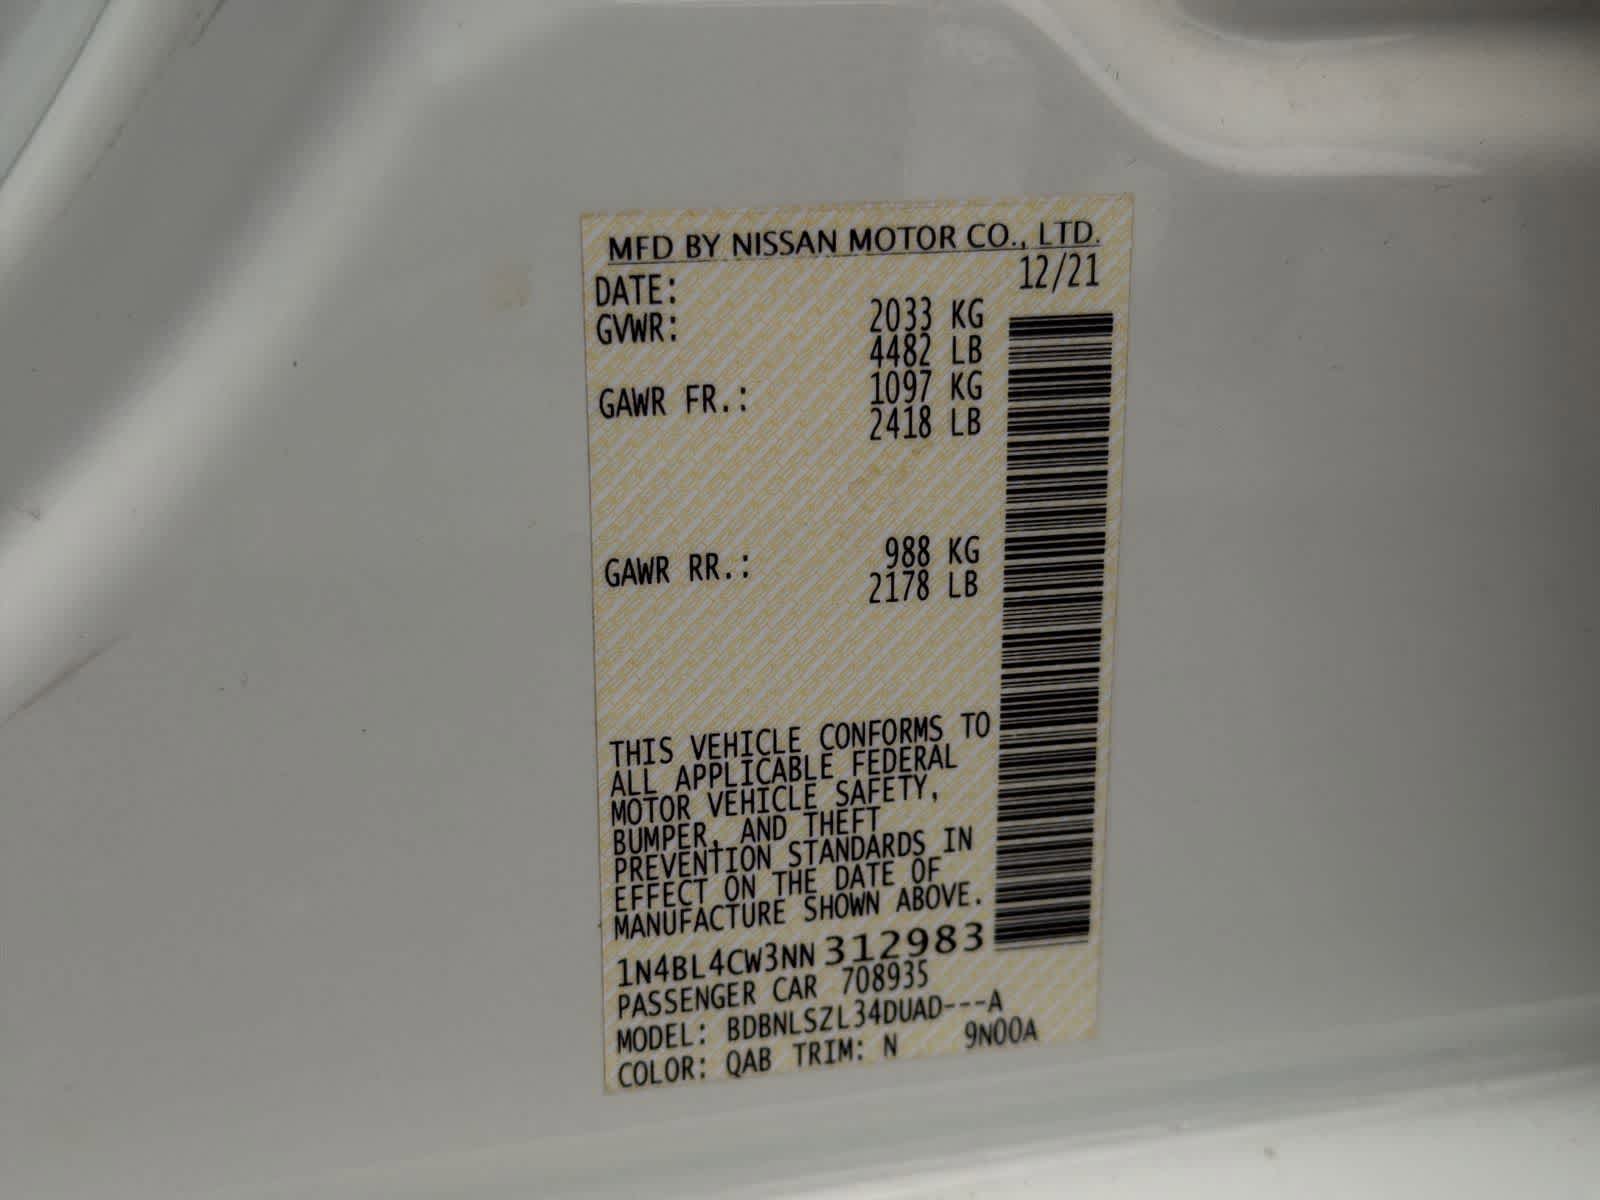 MFD BY NISSAN MOTOR CO., LTD.
DATE: 12/21
GVWR: 2033 KG
4482 LB
GAWR FR.: 1097 KG
2418 LB
GAWR RR.: 988 KG
2178 LB
THIS VEHICLE CONFORMS TO
ALL APPLICABLE FEDERAL
MOTOR VEHICLE SAFETY,
BUMPER, AND THEFT
PREVENTION STANDARDS IN
EFFECT ON THE DATE OF
MANUFACTURE SHOWN ABOVE.
1N4BL4CW3NN312983
PASSENGER CAR 708935
MODEL: BDBNLSZL34DUAD---A
COLOR: QAB TRIM: N 9N00A